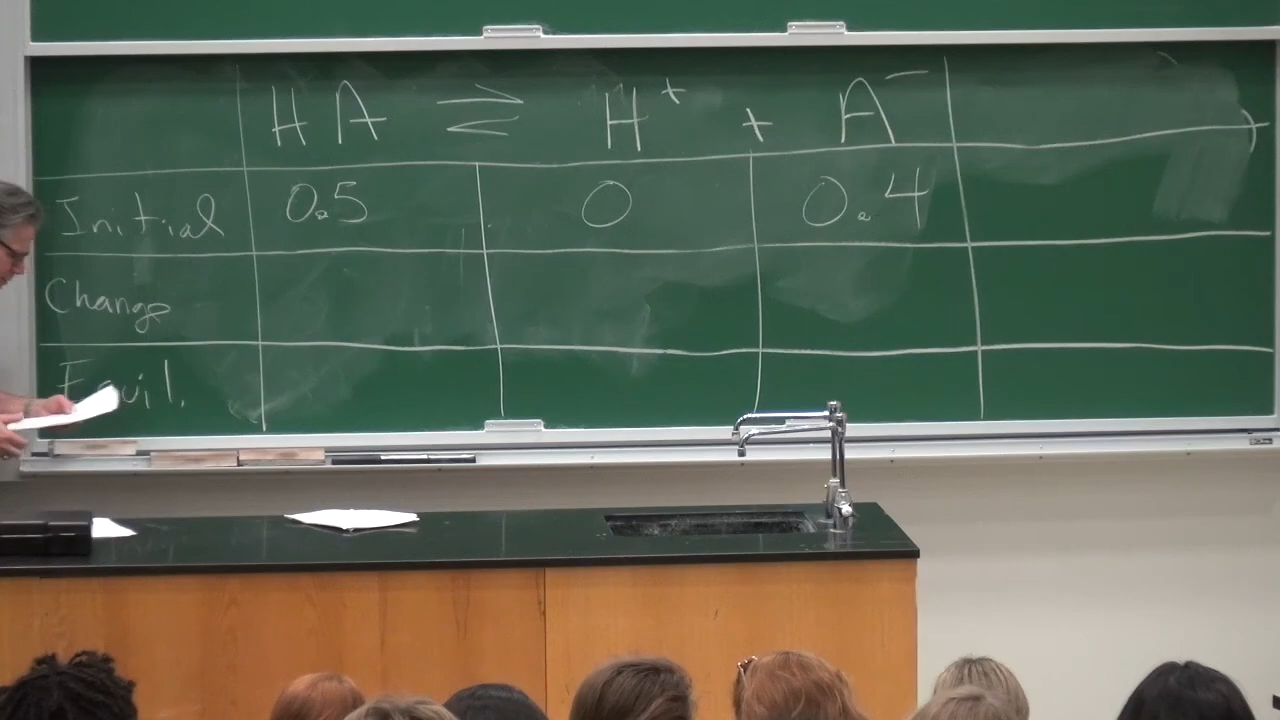 HA ⇌ H⁺ + A⁻
Initial 0.5 0 0.4
Change
Equil.